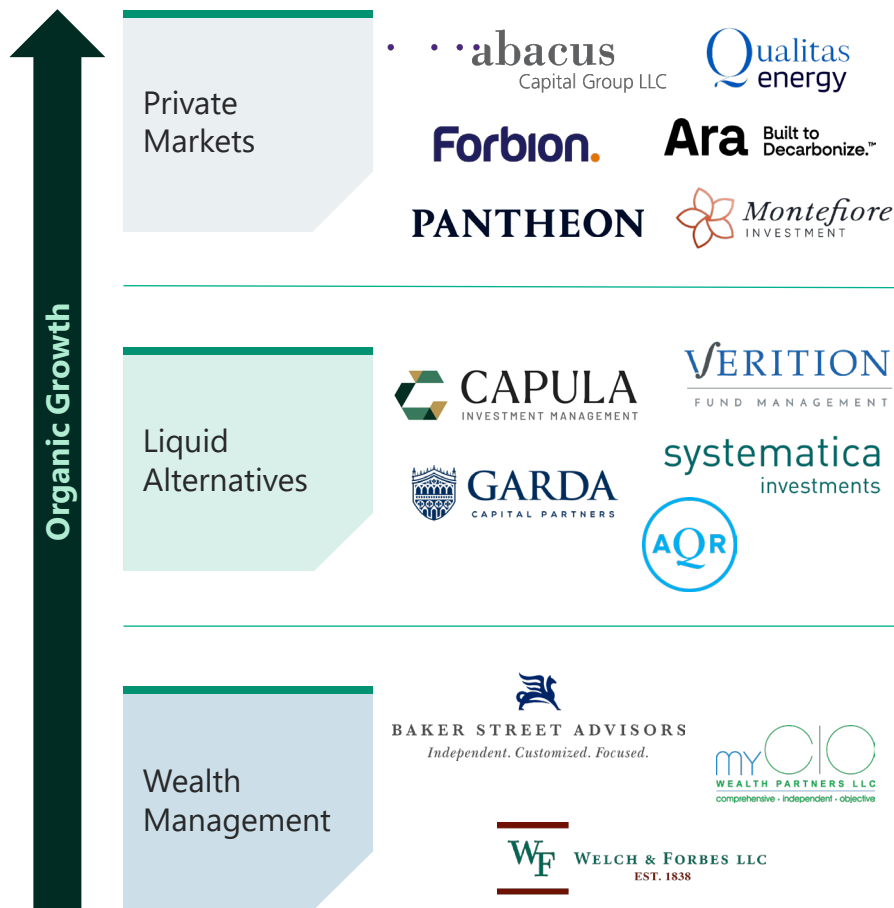 Organic Growth
Private
Markets
abacus
Capital Group LLC
Qualitas
energy
Forbion.
Ara Built to
Decarbonize.™
PANTHEON
Montefiore
INVESTMENT
Liquid
Alternatives
CAPULA
INVESTMENT MANAGEMENT
VERITION
FUND MANAGEMENT
GARDA
CAPITAL PARTNERS
systematica
investments
AQR
Wealth
Management
BAKER STREET ADVISORS
Independent. Customized. Focused.
myCIO
WEALTH PARTNERS LLC
comprehensive - independent - objective
WF
WELCH & FORBES LLC
EST. 1838